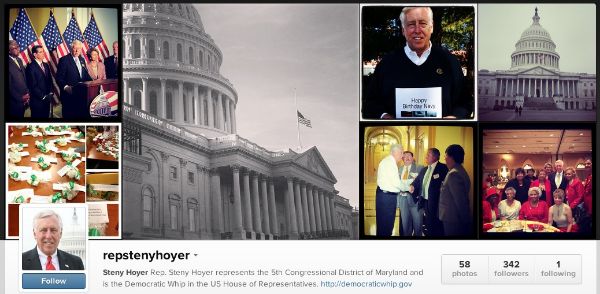 Happy
Birthday Navy
repstenyhoyer
Steny Hoyer Rep. Steny Hoyer represents the 5th Congressional District of Maryland and
is the Democratic Whip in the US House of Representatives. http://democraticwhip.gov
58
photos
342
followers
1
following
Follow